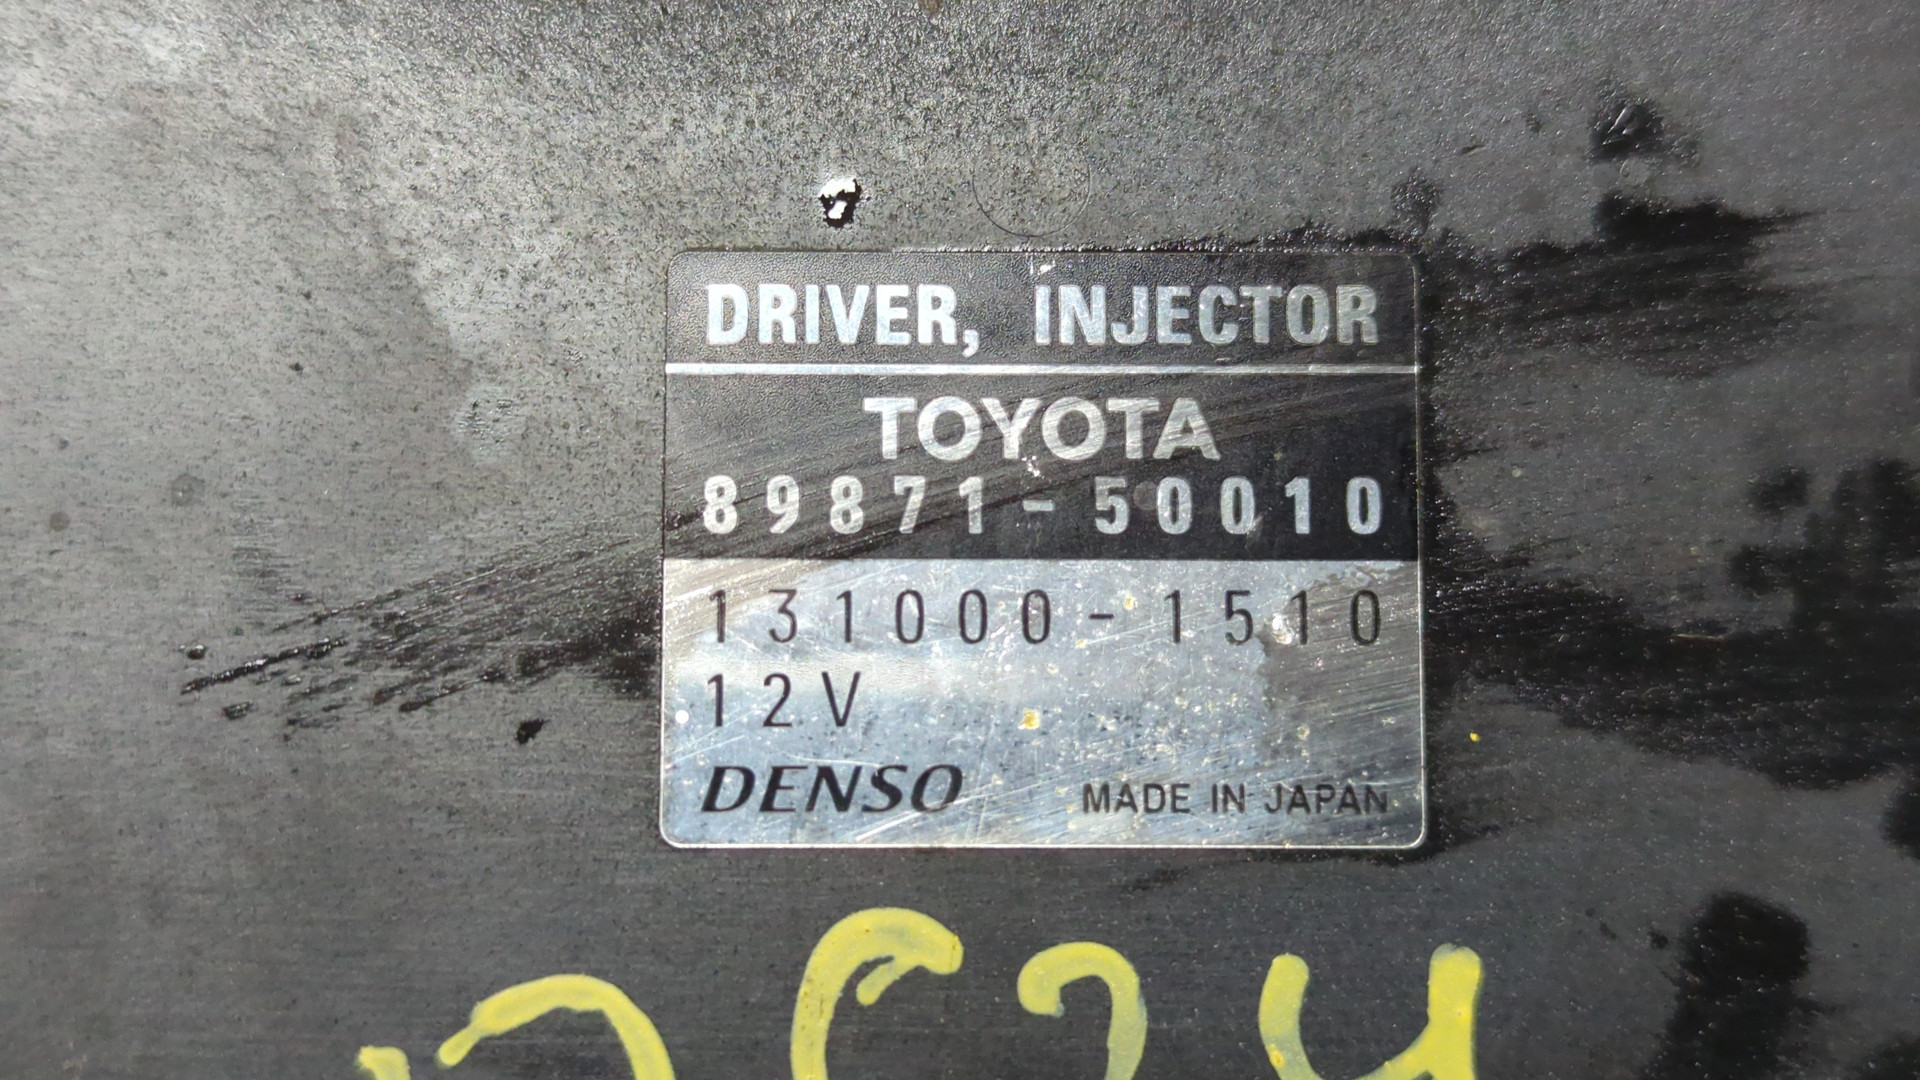 DRIVER, INJECTOR
TOYOTA
89871-50010
131000-1510
12V
DENSO MADE IN JAPAN